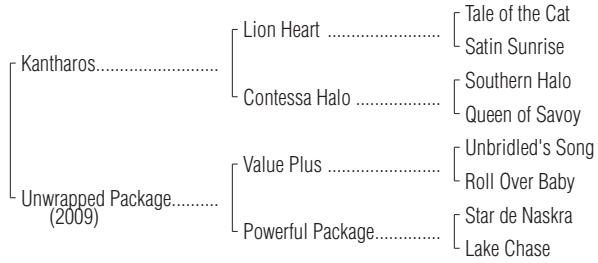 Tale of the Cat
Lion Heart ........................
Satin Sunrise
Kantharos..........................
Southern Halo
Contessa Halo ..................
Queen of Savoy
Unbridled's Song
Value Plus ........................
Roll Over Baby
Unwrapped Package..........
(2009)
Star de Naskra
Powerful Package..............
Lake Chase